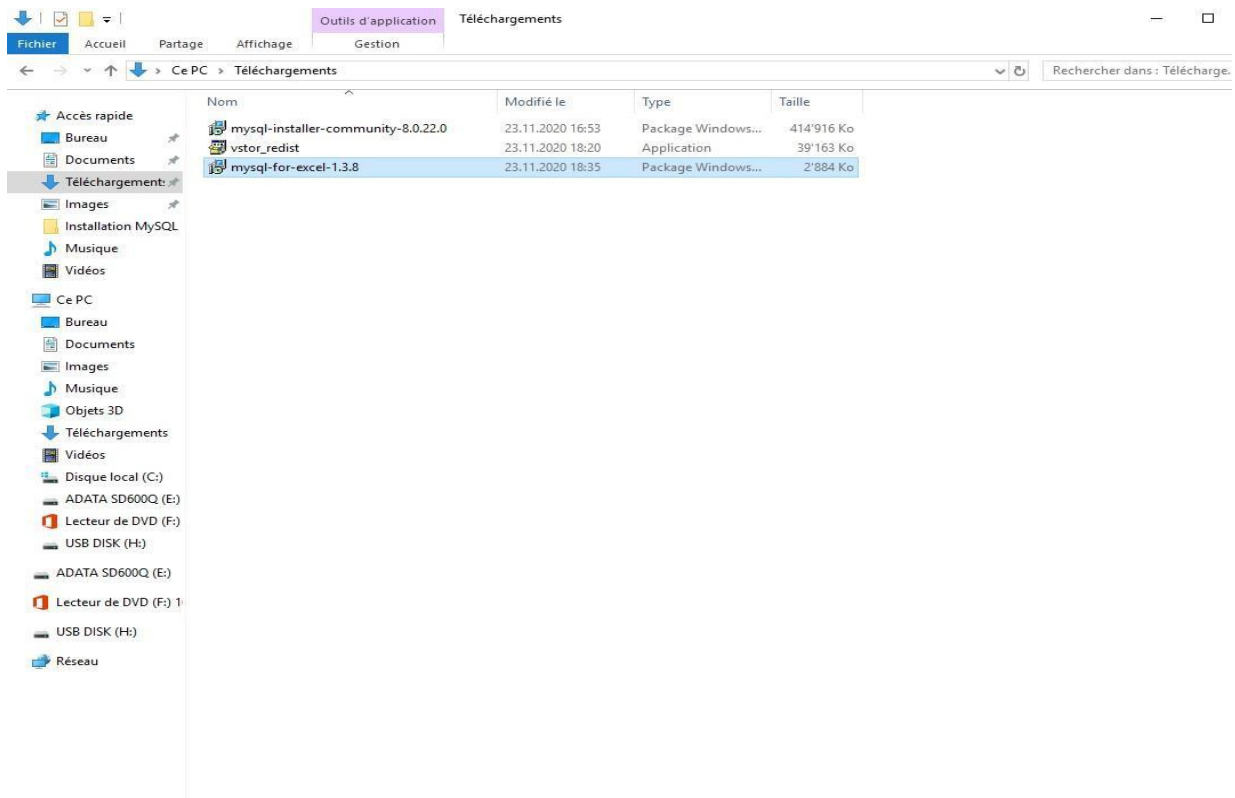 Outils d'application Téléchargements
Fichier Accueil Partage Affichage Gestion
Ce PC > Téléchargements
Rechercher dans : Télécharge.
Nom Modifié le Type Taille
mysql-installer-community-8.0.22.0 23.11.2020 16:53 Package Windows... 414'916 Ko
vstor_redist 23.11.2020 18:20 Application 39'163 Ko
mysql-for-excel-1.3.8 23.11.2020 18:35 Package Windows... 2'884 Ko
Accès rapide
Bureau
Documents
Téléchargement:
Images
Installation MySQL
Musique
Vidéos
Ce PC
Bureau
Documents
Images
Musique
Objets 3D
Téléchargements
Vidéos
Disque local (C:)
ADATA SD600Q (E:)
Lecteur de DVD (F:)
USB DISK (H:)
ADATA SD600Q (E:)
Lecteur de DVD (F:) 1
USB DISK (H:)
Réseau